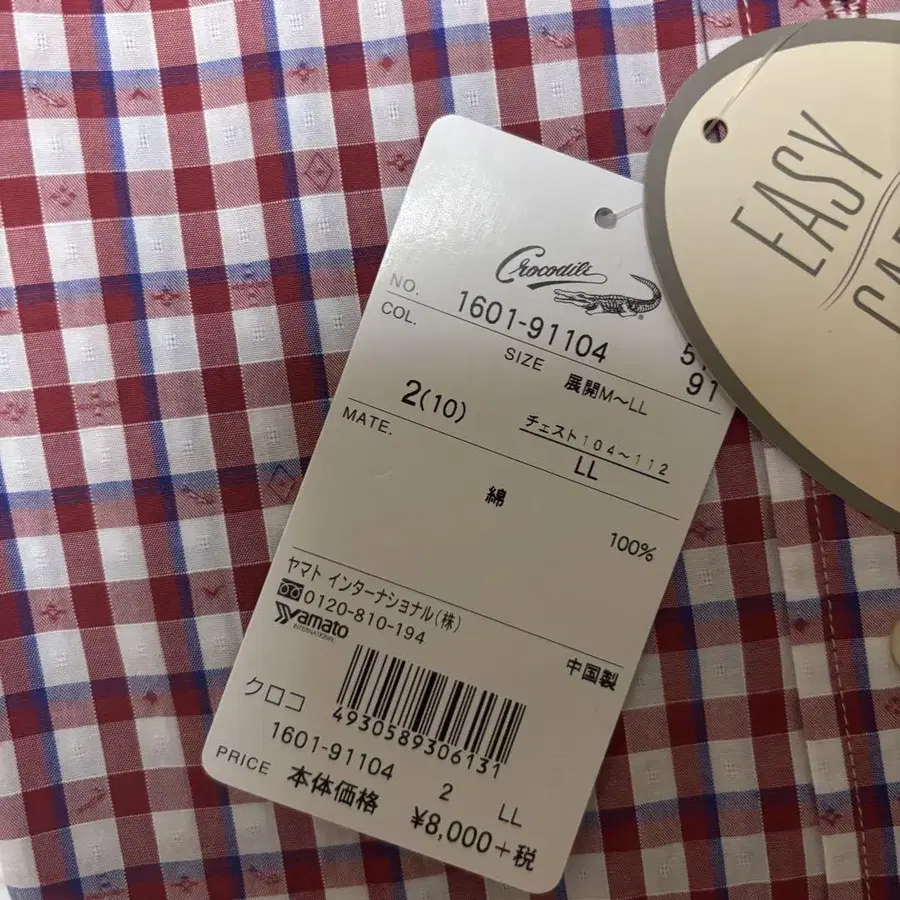 Crocodile
NO. 1601-91104 5,
COL. SIZE 展開M〜LL 91
2(10) チェスト104〜112
MATE. LL
綿
100%
ヤマト インターナショナル(株)
0120-810-194
Yamato
INTERNATIONAL
中国製
クロコ
4930589306131
1601-91104 2 LL
PRICE 本体価格 ¥8,000+税
EASY